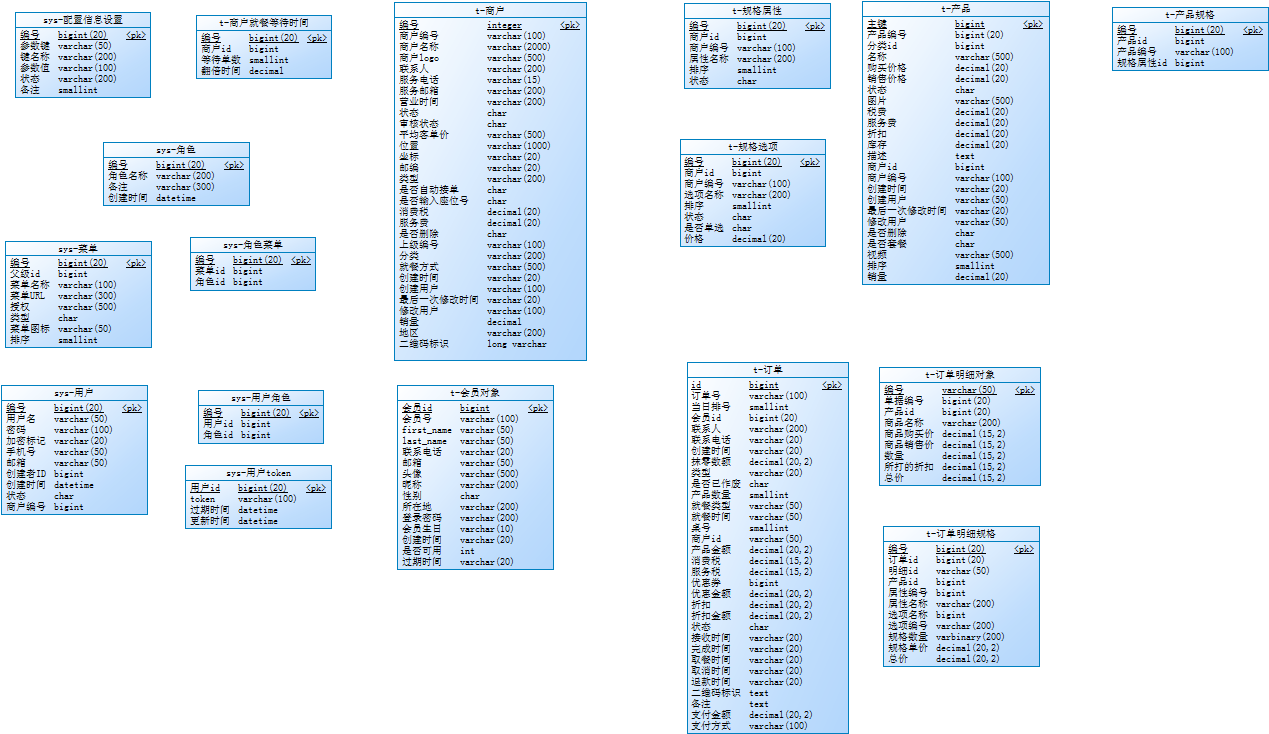 sys-配置信息设置
编号 bigint(20) <pk>
参数键 varchar(50)
键名称 varchar(200)
参数值 varchar(100)
状态 varchar(200)
备注 smallint
t-商户就餐等待时间
编号 bigint(20) <pk>
商户id bigint
等待单数 smallint
翻倍时间 decimal
t-商户
编号 integer <pk>
商户编号 varchar(100)
商户名称 varchar(2000)
商户logo varchar(500)
联系人 varchar(200)
服务电话 varchar(15)
服务邮箱 varchar(200)
营业时间 varchar(200)
状态 char
审核状态 char
平均客单价 varchar(500)
位置 varchar(1000)
坐标 varchar(20)
邮编 varchar(20)
类型 varchar(200)
是否自动接单 char
是否输入座位号 char
消费税 decimal(20)
服务费 decimal(20)
是否删除 char
上级编号 varchar(100)
分类 varchar(200)
就餐方式 varchar(500)
创建时间 varchar(20)
创建用户 varchar(100)
最后一次修改时间 varchar(20)
修改用户 varchar(100)
销量 decimal
地区 varchar(200)
二维码标识 long varchar
t-规格属性
编号 bigint(20) <pk>
商户id bigint
商户编号 varchar(100)
属性名称 varchar(200)
排序 smallint
状态 char
t-产品
主键 bigint <pk>
产品编号 bigint(20)
分类id bigint
名称 varchar(500)
购买价格 decimal(20)
销售价格 decimal(20)
状态 char
图片 varchar(500)
税费 decimal(20)
服务费 decimal(20)
折扣 decimal(20)
库存 decimal(20)
描述 text
商户id bigint
商户编号 varchar(100)
创建时间 varchar(20)
创建用户 varchar(50)
最后一次修改时间 varchar(20)
修改用户 varchar(50)
是否删除 char
是否套餐 char
视频 varchar(500)
排序 smallint
销量 decimal(20)
t-产品规格
编号 bigint(20) <pk>
产品id bigint
产品编号 varchar(100)
规格属性id bigint
sys-角色
编号 bigint(20) <pk>
角色名称 varchar(200)
备注 varchar(300)
创建时间 datetime
t-规格选项
编号 bigint(20) <pk>
商户id bigint
商户编号 varchar(100)
选项名称 varchar(200)
排序 smallint
状态 char
是否单选 char
价格 decimal(20)
sys-菜单
编号 bigint(20) <pk>
父级id bigint
菜单名称 varchar(100)
菜单URL varchar(300)
授权 varchar(500)
类型 char
菜单图标 varchar(50)
排序 smallint
sys-角色菜单
编号 bigint(20) <pk>
菜单id bigint
角色id bigint
sys-用户
编号 bigint(20) <pk>
用户名 varchar(50)
密码 varchar(100)
加密标记 varchar(20)
手机号 varchar(50)
邮箱 varchar(50)
创建者ID bigint
创建时间 datetime
状态 char
商户编号 bigint
sys-用户角色
编号 bigint(20) <pk>
用户id bigint
角色id bigint
sys-用户token
用户id bigint(20) <pk>
token varchar(100)
过期时间 datetime
更新时间 datetime
t-会员对象
会员id bigint <pk>
会员号 varchar(100)
first_name varchar(50)
last_name varchar(50)
联系电话 varchar(20)
邮箱 varchar(50)
头像 varchar(500)
昵称 varchar(200)
性别 char
所在地 varchar(200)
登录密码 varchar(200)
会员生日 varchar(10)
创建时间 varchar(20)
是否可用 int
过期时间 varchar(20)
t-订单
id bigint <pk>
订单号 varchar(100)
当日排号 smallint
会员id bigint(20)
联系人 varchar(200)
联系电话 varchar(20)
创建时间 varchar(20)
抹零数额 decimal(20,2)
类型 varchar(20)
是否已作废 char
产品数量 smallint
就餐类型 varchar(50)
就餐时间 varchar(50)
桌号 smallint
商户id varchar(50)
产品金额 decimal(20,2)
消费税 decimal(15,2)
服务税 decimal(15,2)
优惠券 bigint
优惠金额 decimal(20,2)
折扣 decimal(20,2)
折扣金额 decimal(20,2)
状态 char
接收时间 varchar(20)
完成时间 varchar(20)
取餐时间 varchar(20)
取消时间 varchar(20)
退款时间 varchar(20)
二维码标识 text
备注 text
支付金额 decimal(20,2)
支付方式 varchar(100)
t-订单明细对象
编号 varchar(50) <pk>
单据编号 bigint(20)
产品id bigint(20)
商品名称 varchar(200)
商品购买价 decimal(15,2)
商品销售价 decimal(15,2)
数量 decimal(15,2)
所打的折扣 decimal(15,2)
总价 decimal(15,2)
t-订单明细规格
编号 bigint(20) <pk>
订单id bigint(20)
明细id varchar(50)
产品id bigint
属性编号 bigint
属性名称 varchar(200)
选项名称 bigint
选项编号 varchar(200)
规格数量 varbinary(200)
规格单价 decimal(20,2)
总价 decimal(20,2)